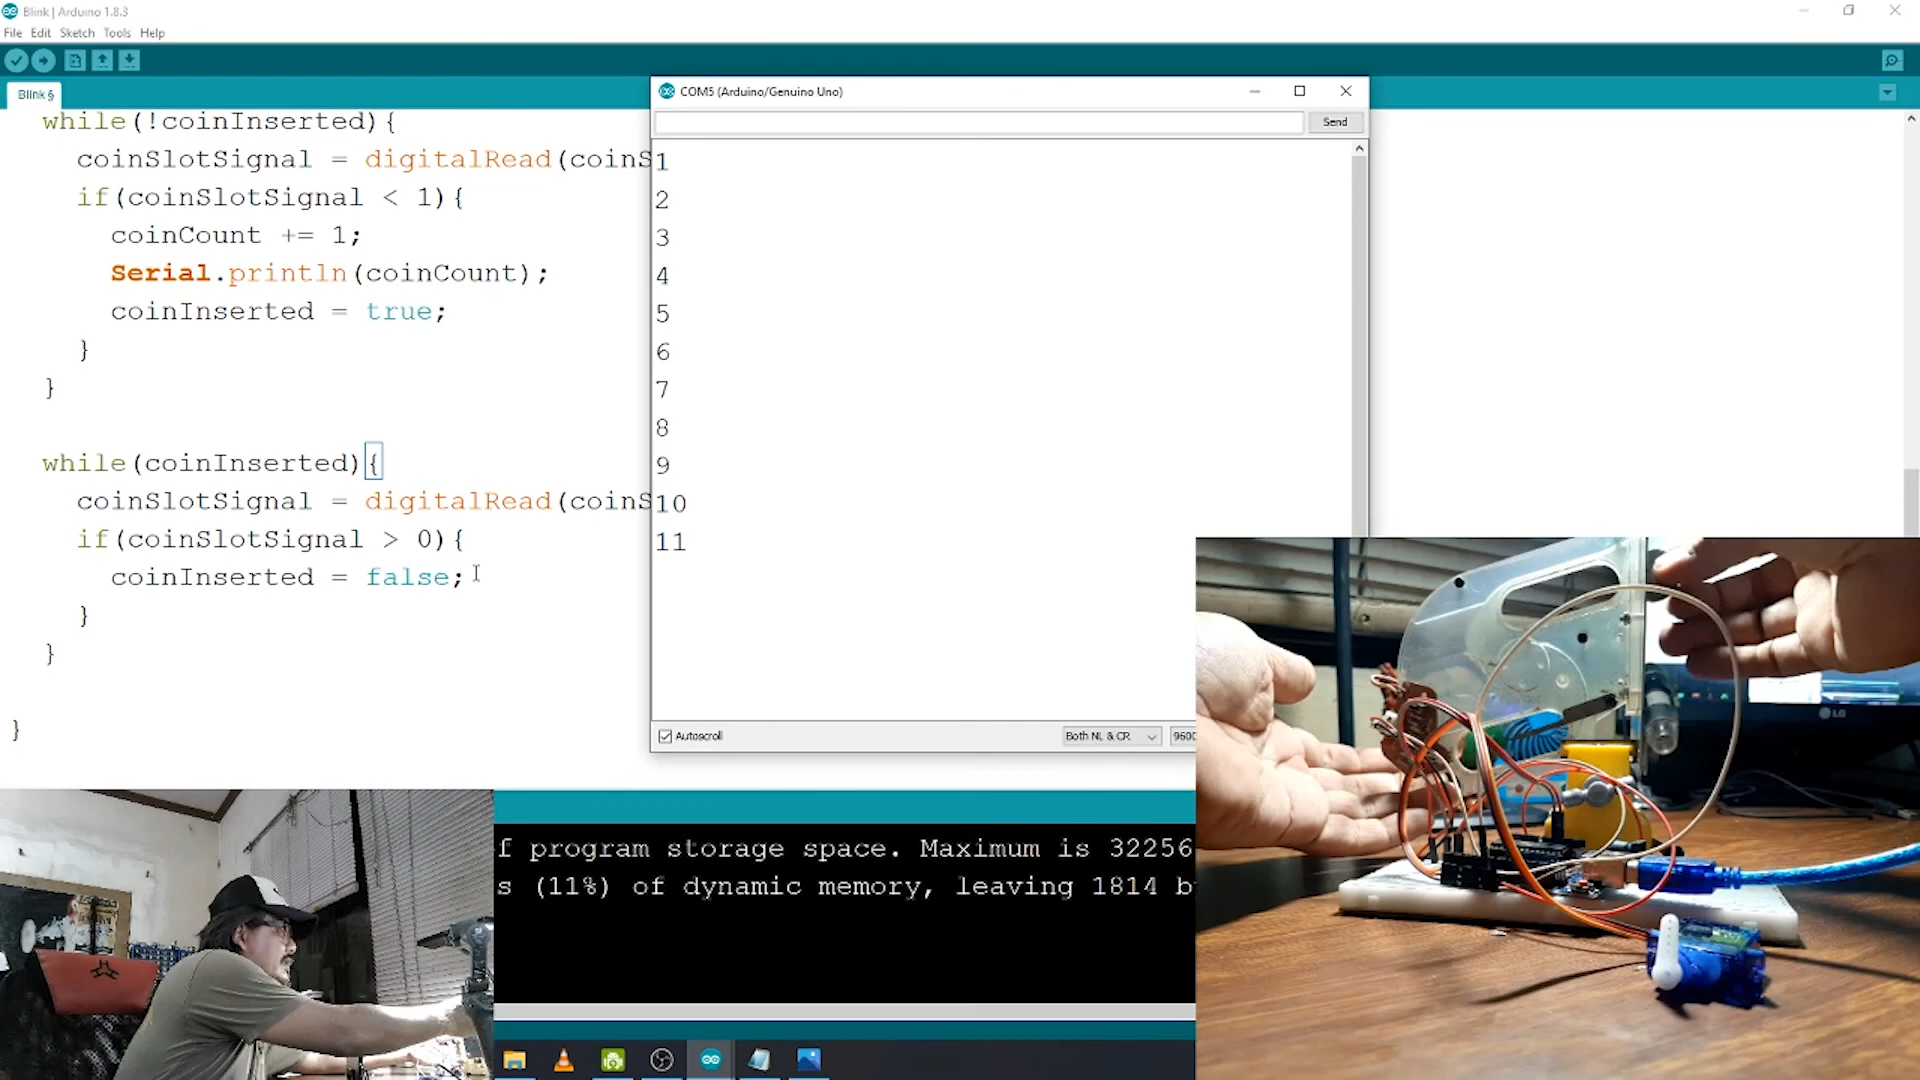 Blink | Arduino 1.8.3
File Edit Sketch Tools Help
Blink §
while(!coinInserted){
coinSlotSignal = digitalRead(coinS
if(coinSlotSignal < 1){
coinCount += 1;
Serial.println(coinCount);
coinInserted = true;
}
}
while(coinInserted){
coinSlotSignal = digitalRead(coinS
if(coinSlotSignal > 0){
coinInserted = false;
}
}
}
COM5 (Arduino/Genuino Uno)
Send
1
2
3
4
5
6
7
8
9
10
11
Autoscroll
Both NL & CR
960
f program storage space. Maximum is 32256
s (11%) of dynamic memory, leaving 1814 b
LG